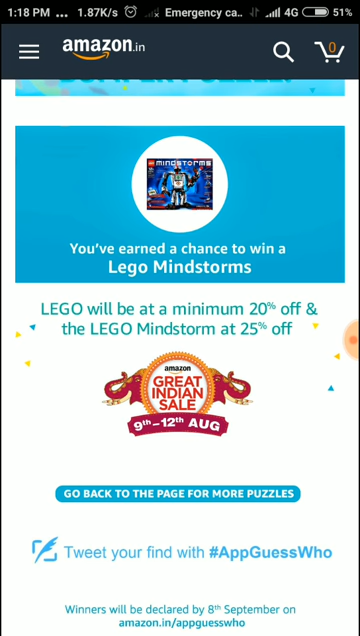 1:18 PM ... 1.87K/s Emergency ca.. 4G 51%
amazon.in
0
MINDSTORMS
You've earned a chance to win a
Lego Mindstorms
LEGO will be at a minimum 20% off &
the LEGO Mindstorm at 25% off
amazon
GREAT
INDIAN
SALE
9th-12th AUG
GO BACK TO THE PAGE FOR MORE PUZZLES
Tweet your find with #AppGuessWho
Winners will be declared by 8th September on
amazon.in/appguesswho